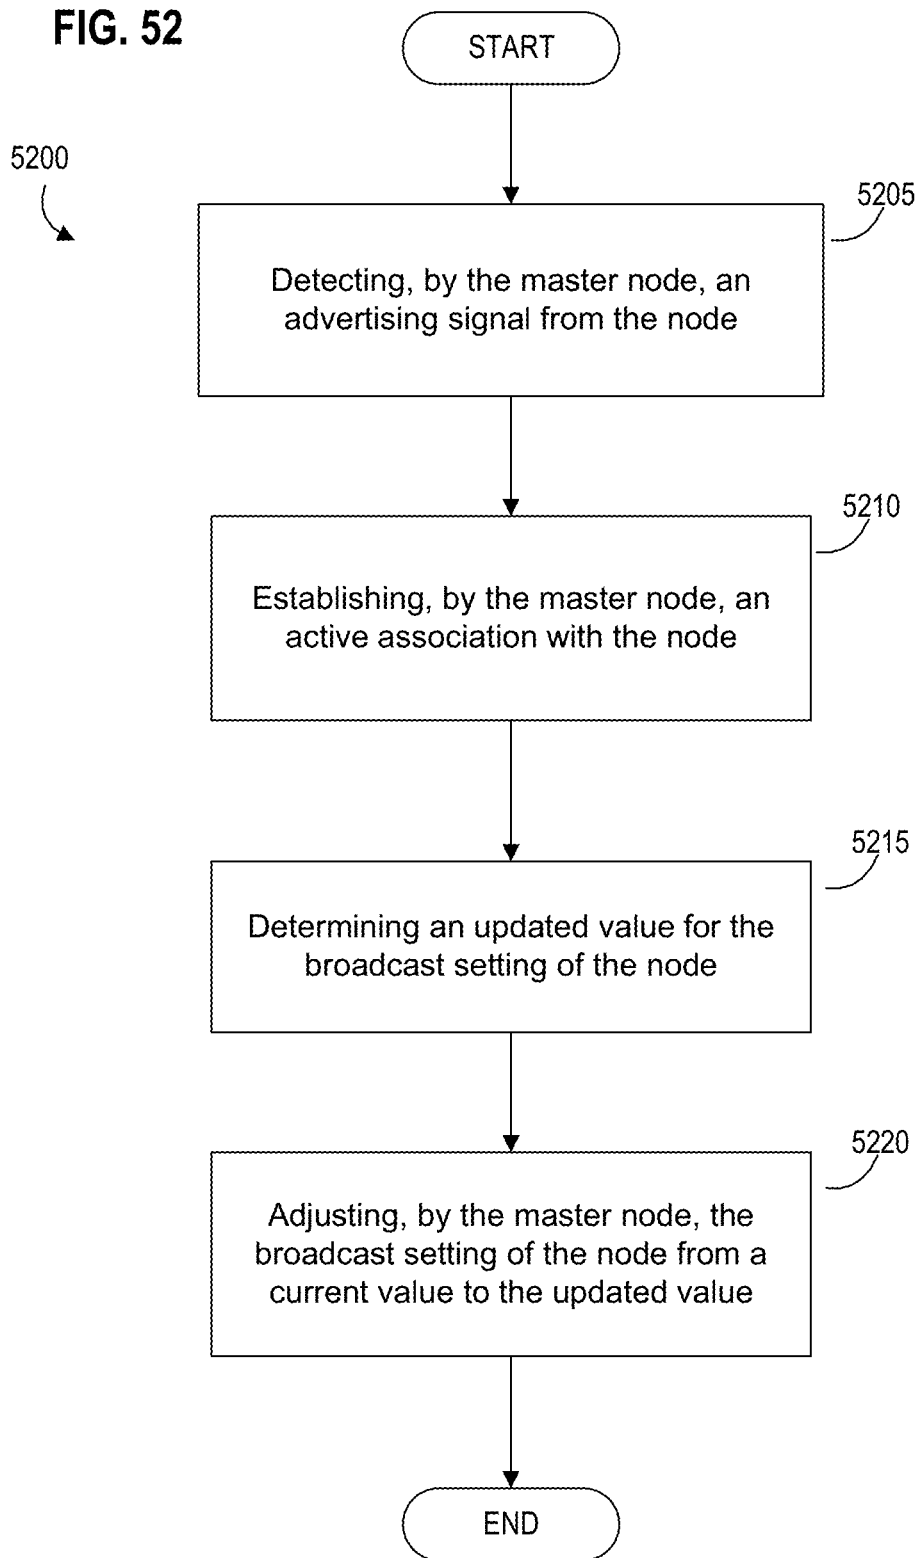 FIG. 52
START
5200
5205
Detecting, by the master node, an
advertising signal from the node
5210
Establishing, by the master node, an
active association with the node
5215
Determining an updated value for the
broadcast setting of the node
5220
Adjusting, by the master node, the
broadcast setting of the node from a
current value to the updated value
END